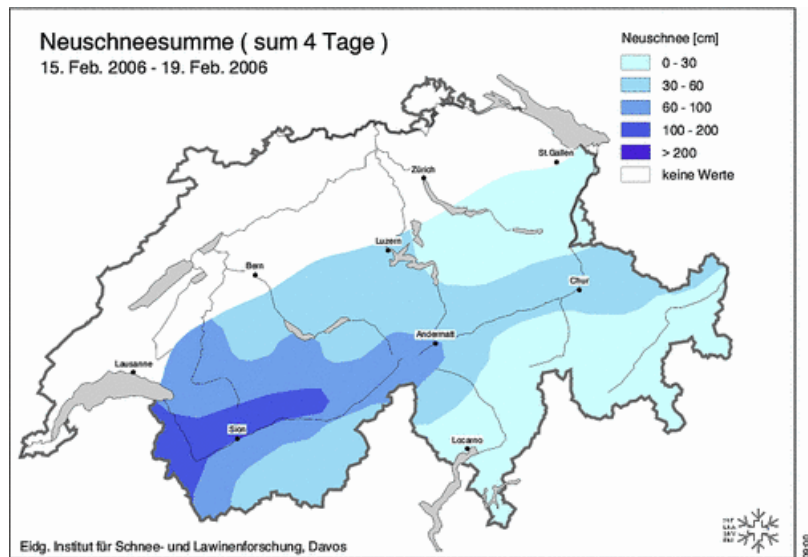 Neuschneesumme ( sum 4 Tage )
15. Feb. 2006 - 19. Feb. 2006
Neuschnee [cm]
0 - 30
30 - 60
60 - 100
100 - 200
> 200
keine Werte
St.Gallen
Zürich
Luzern
Bern
Chur
Andermatt
Lausanne
Sion
Locarno
Eidg. Institut für Schnee- und Lawinenforschung, Davos